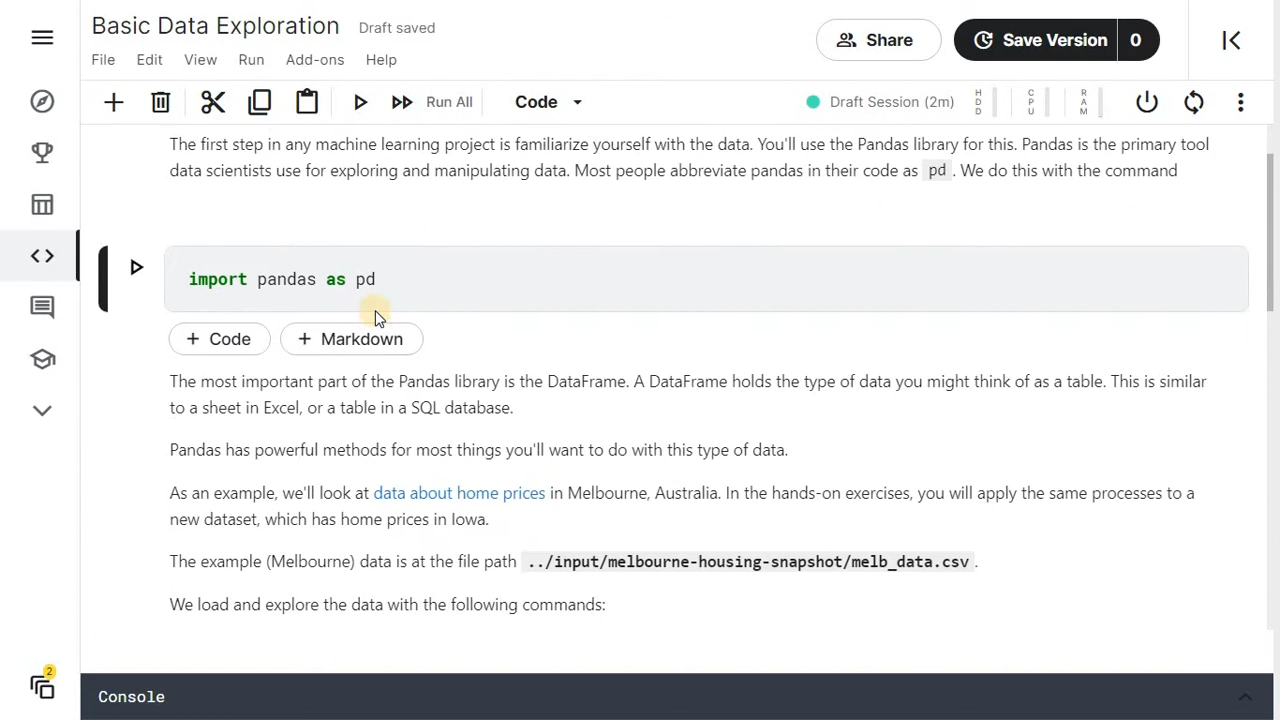 Basic Data Exploration Draft saved
Share
Save Version 0
File Edit View Run Add-ons Help
Run All
Code
Draft Session (2m)
HDD
CPU
RAM
The first step in any machine learning project is familiarize yourself with the data. You'll use the Pandas library for this. Pandas is the primary tool
data scientists use for exploring and manipulating data. Most people abbreviate pandas in their code as pd. We do this with the command
import pandas as pd
+ Code + Markdown
The most important part of the Pandas library is the DataFrame. A DataFrame holds the type of data you might think of as a table. This is similar
to a sheet in Excel, or a table in a SQL database.
Pandas has powerful methods for most things you'll want to do with this type of data.
As an example, we'll look at data about home prices in Melbourne, Australia. In the hands-on exercises, you will apply the same processes to a
new dataset, which has home prices in Iowa.
The example (Melbourne) data is at the file path ../input/melbourne-housing-snapshot/melb_data.csv.
We load and explore the data with the following commands:
2
Console